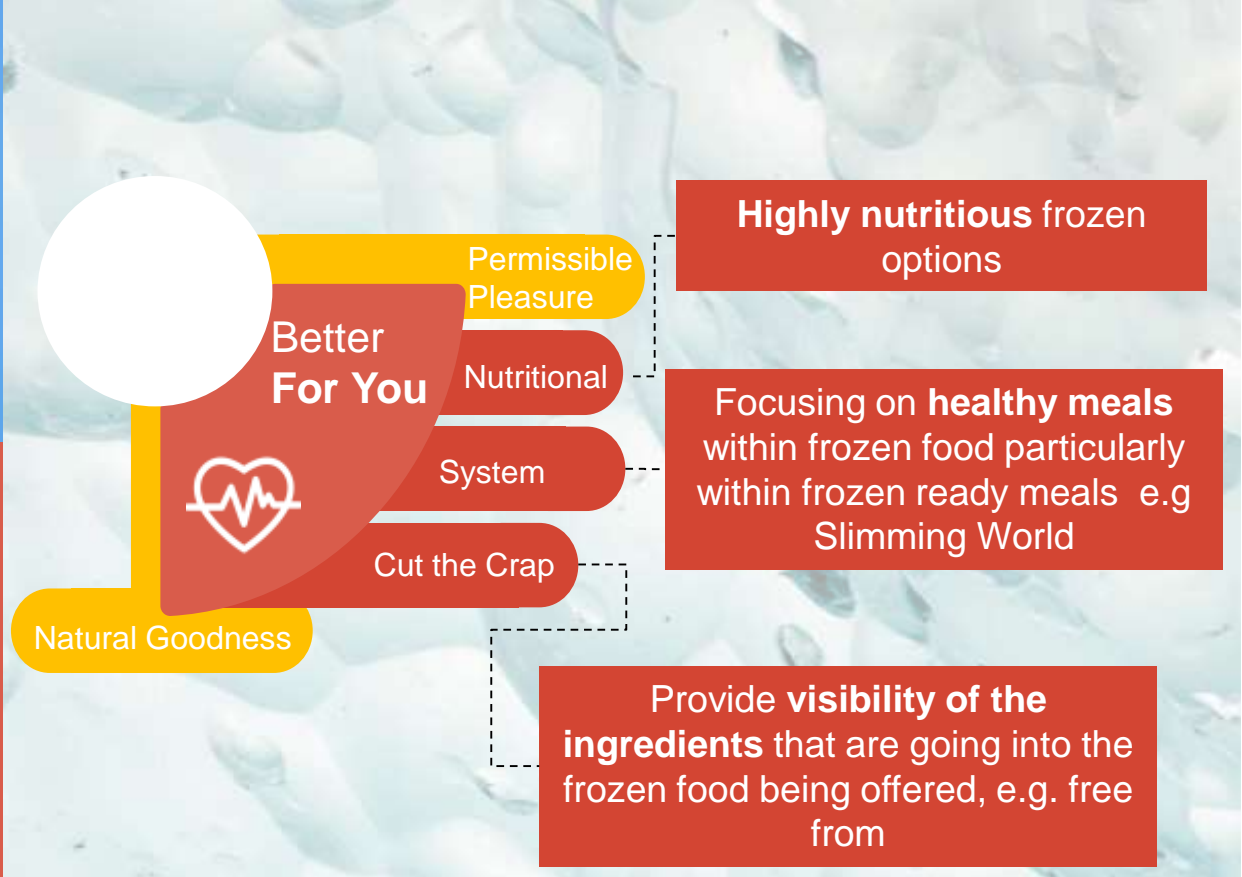 Highly nutritious frozen
options
Permissible
Pleasure
Better
For You
Nutritional
Focusing on healthy meals
within frozen food particularly
within frozen ready meals  e.g
Slimming World
System
Cut the Crap
Natural Goodness
Provide visibility of the
ingredients that are going into the
frozen food being offered, e.g. free
from